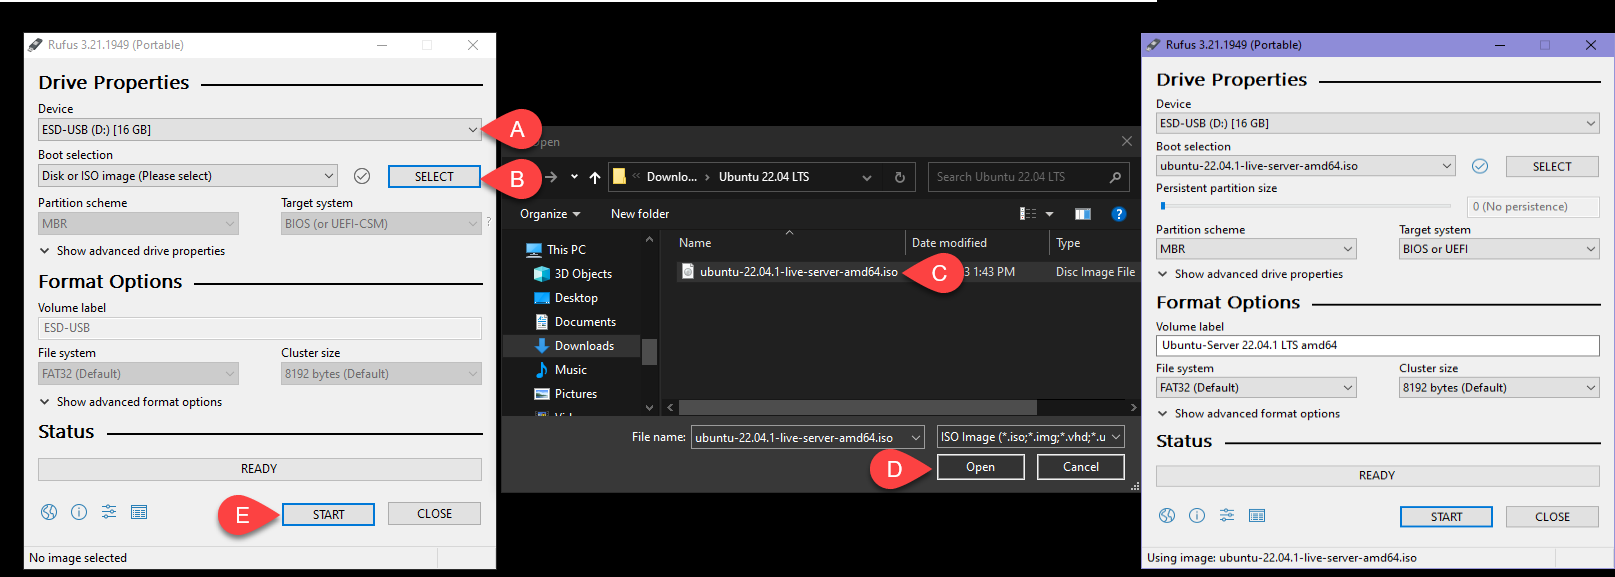 Rufus 3.21.1949 (Portable)
Drive Properties
Device
ESD-USB (D:) [16 GB]
A
Boot selection
Disk or ISO image (Please select)
SELECT
B
Partition scheme
Target system
MBR
BIOS (or UEFI-CSM)
?
Show advanced drive properties
Format Options
Volume label
ESD-USB
File system
Cluster size
FAT32 (Default)
8192 bytes (Default)
Show advanced format options
Status
READY
E
START
CLOSE
No image selected
pen
Downlo...
Ubuntu 22.04 LTS
Search Ubuntu 22.04 LTS
Organize
New folder
?
This PC
3D Objects
Desktop
Documents
Downloads
Music
Pictures
Name
Date modified
Type
ubuntu-22.04.1-live-server-amd64.iso
C
3 1:43 PM
Disc Image File
File name:
ubuntu-22.04.1-live-server-amd64.iso
ISO Image (*.iso;*.img;*.vhd;*.u
D
Open
Cancel
Rufus 3.21.1949 (Portable)
Drive Properties
Device
ESD-USB (D:) [16 GB]
Boot selection
ubuntu-22.04.1-live-server-amd64.iso
SELECT
Persistent partition size
0 (No persistence)
Partition scheme
Target system
MBR
BIOS or UEFI
Show advanced drive properties
Format Options
Volume label
Ubuntu-Server 22.04.1 LTS amd64
File system
Cluster size
FAT32 (Default)
8192 bytes (Default)
Show advanced format options
Status
READY
START
CLOSE
Using image: ubuntu-22.04.1-live-server-amd64.iso